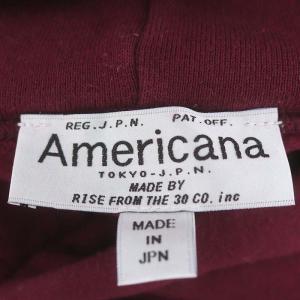 REG.J.P.N. PAT.OFF.
Americana
TOKYO-J.P.N.
MADE BY
RISE FROM THE 30 CO. inc
MADE
IN
JPN